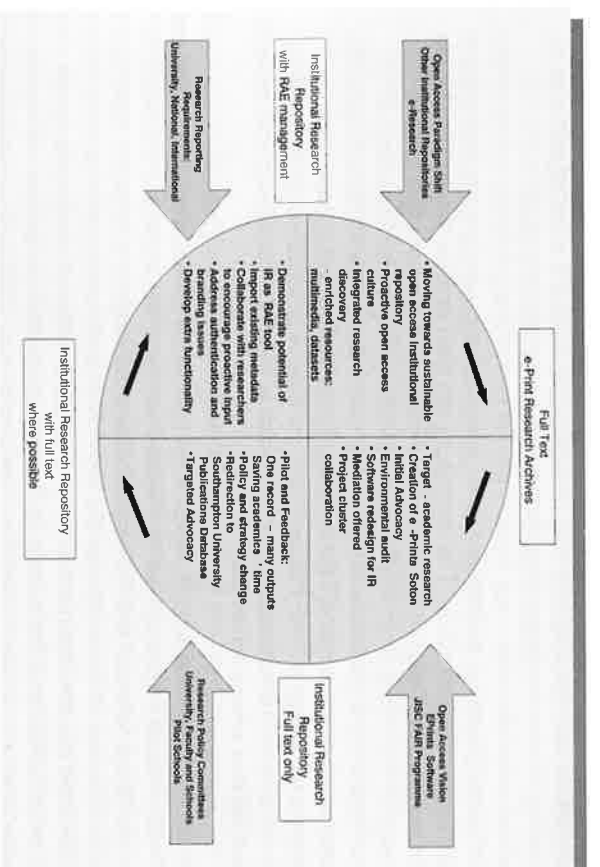 Full Text
e-Print Research Archives
Open Access Paradigm Shift
Other Institutional Repositories
e-Research
• Moving towards sustainable
open access Institutional
repository
• Proactive open access
culture
• Integrated research
discovery
- enriched resources:
multimedia, datasets
• Target - academic research
• Creation of e -Prints Soton
• Initial Advocacy
• Environmental audit
• Software redesign for IR
• Mediation offered
• Project cluster
collaboration
Open Access Vision
EPrints Software
JISC FAIR Programme
Institutional Research
Repository
with RAE management
Institutional Research
Repository
Full text only
Research Reporting
Requirements:
University, National, International
• Demonstrate potential of
IR as RAE tool
• Import existing metadata
• Collaborate with researchers
to encourage proactive input
• Address authentication and
branding issues
• Develop extra functionality
•Pilot and Feedback:
One record – many outputs
Saving academics ' time
•Policy and strategy change
•Redirection to
Southampton University
Publications Database
•Targeted Advocacy
Research Policy Committees
University, Faculty and Schools
Pilot Schools
Institutional Research Repository
with full text
where possible